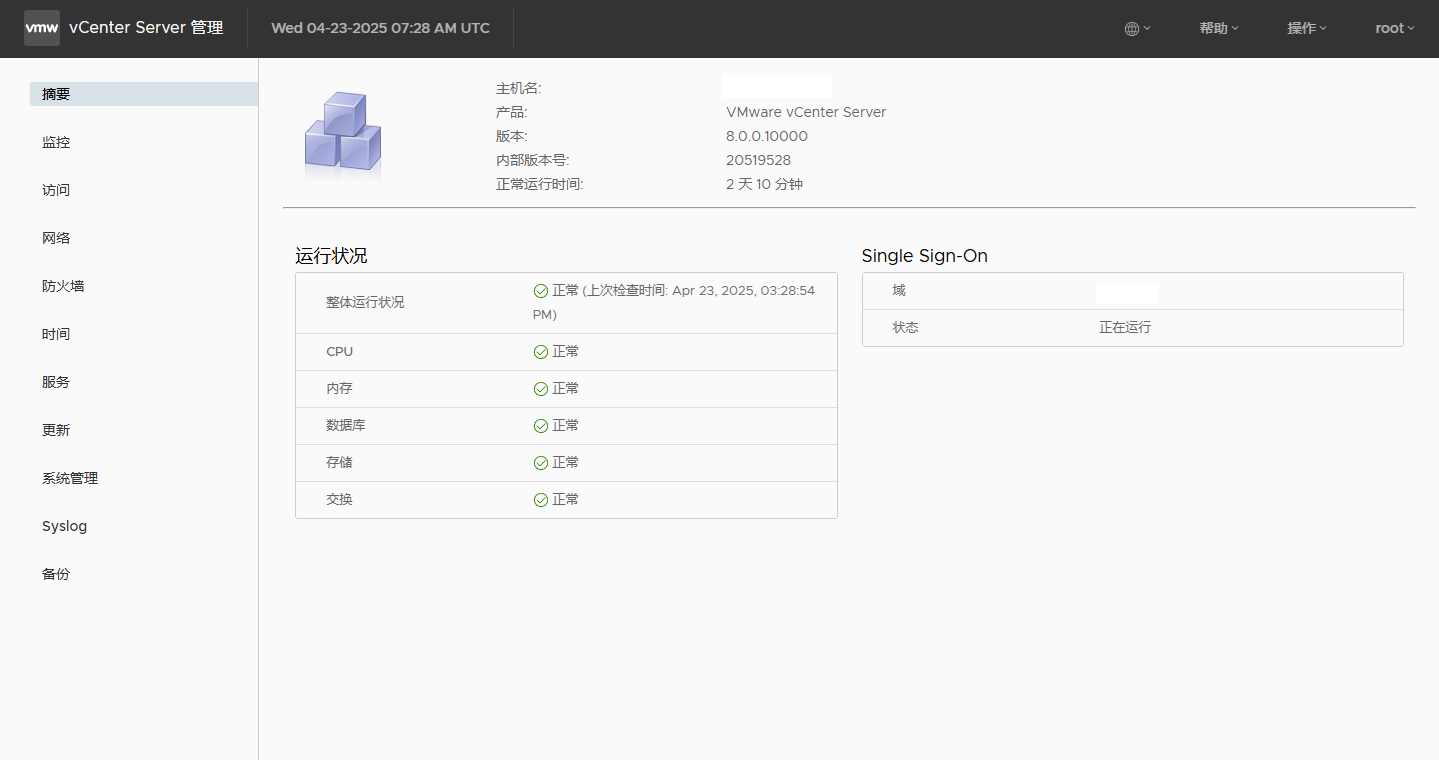 vmw vCenter Server 管理 Wed 04-23-2025 07:28 AM UTC 帮助 操作 root
摘要
监控
访问
网络
防火墙
时间
服务
更新
系统管理
Syslog
备份
主机名:
产品: VMware vCenter Server
版本: 8.0.0.10000
内部版本号: 20519528
正常运行时间: 2 天 10 分钟
运行状况
整体运行状况 正常 (上次检查时间: Apr 23, 2025, 03:28:54
PM)
CPU 正常
内存 正常
数据库 正常
存储 正常
交换 正常
Single Sign-On
域
状态 正在运行